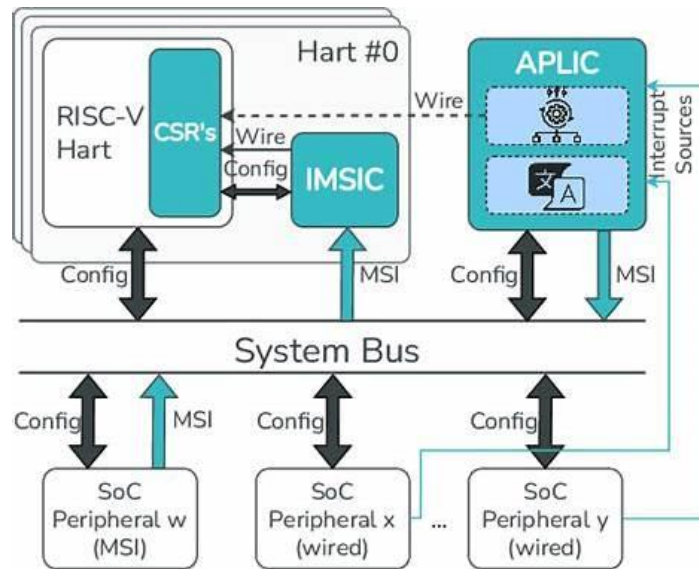 Hart #0
RISC-V
Hart
CSR's
Wire
Config
IMSIC
Wire
APLIC
文
A
Interrupt
Sources
Config
MSI
Config
MSI
System Bus
Config
MSI
Config
Config
SoC
Peripheral w
(MSI)
SoC
Peripheral x
(wired)
...
SoC
Peripheral y
(wired)